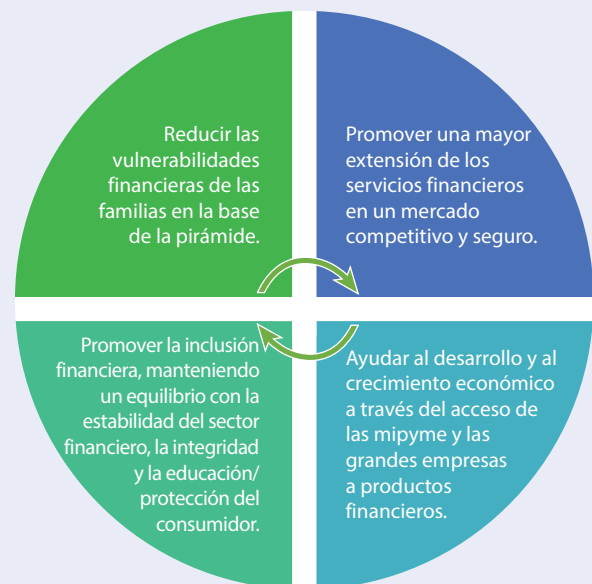 Reducir las
vulnerabilidades
financieras de las
familias en la base
de la pirámide.
Promover una mayor
extensión de los
servicios financieros
en un mercado
competitivo y seguro.
Promover la inclusión
financiera, manteniendo
un equilibrio con la
estabilidad del sector
financiero, la integridad
y la educación/
protección del
consumidor.
Ayudar al desarrollo y al
crecimiento económico
a través del acceso de
las mipyme y las
grandes empresas
a productos
financieros.